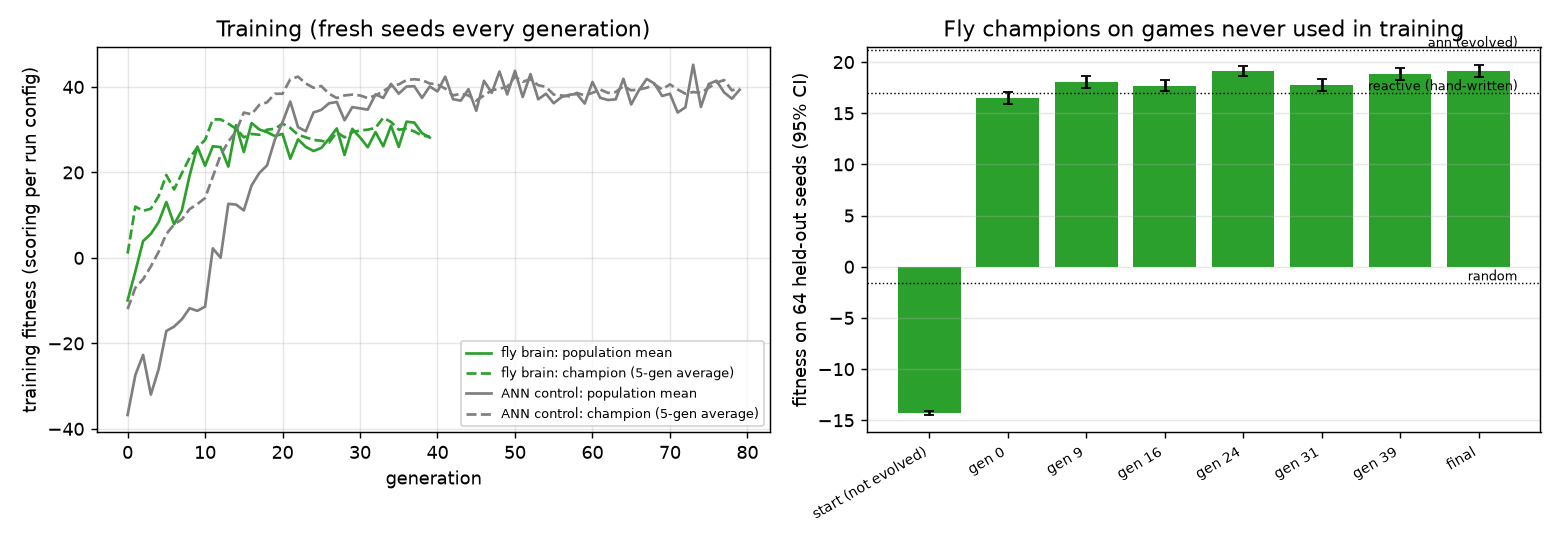 Training (fresh seeds every generation)
training fitness (scoring per run config)
40
20
0
−20
−40
fly brain: population mean
fly brain: champion (5-gen average)
ANN control: population mean
ANN control: champion (5-gen average)
0 10 20 30 40 50 60 70 80
generation
Fly champions on games never used in training
fitness on 64 held-out seeds (95% CI)
20
15
10
5
0
−5
−10
−15
ann (evolved)
reactive (hand-written)
random
start (not evolved)
gen 0
gen 9
gen 16
gen 24
gen 31
gen 39
final